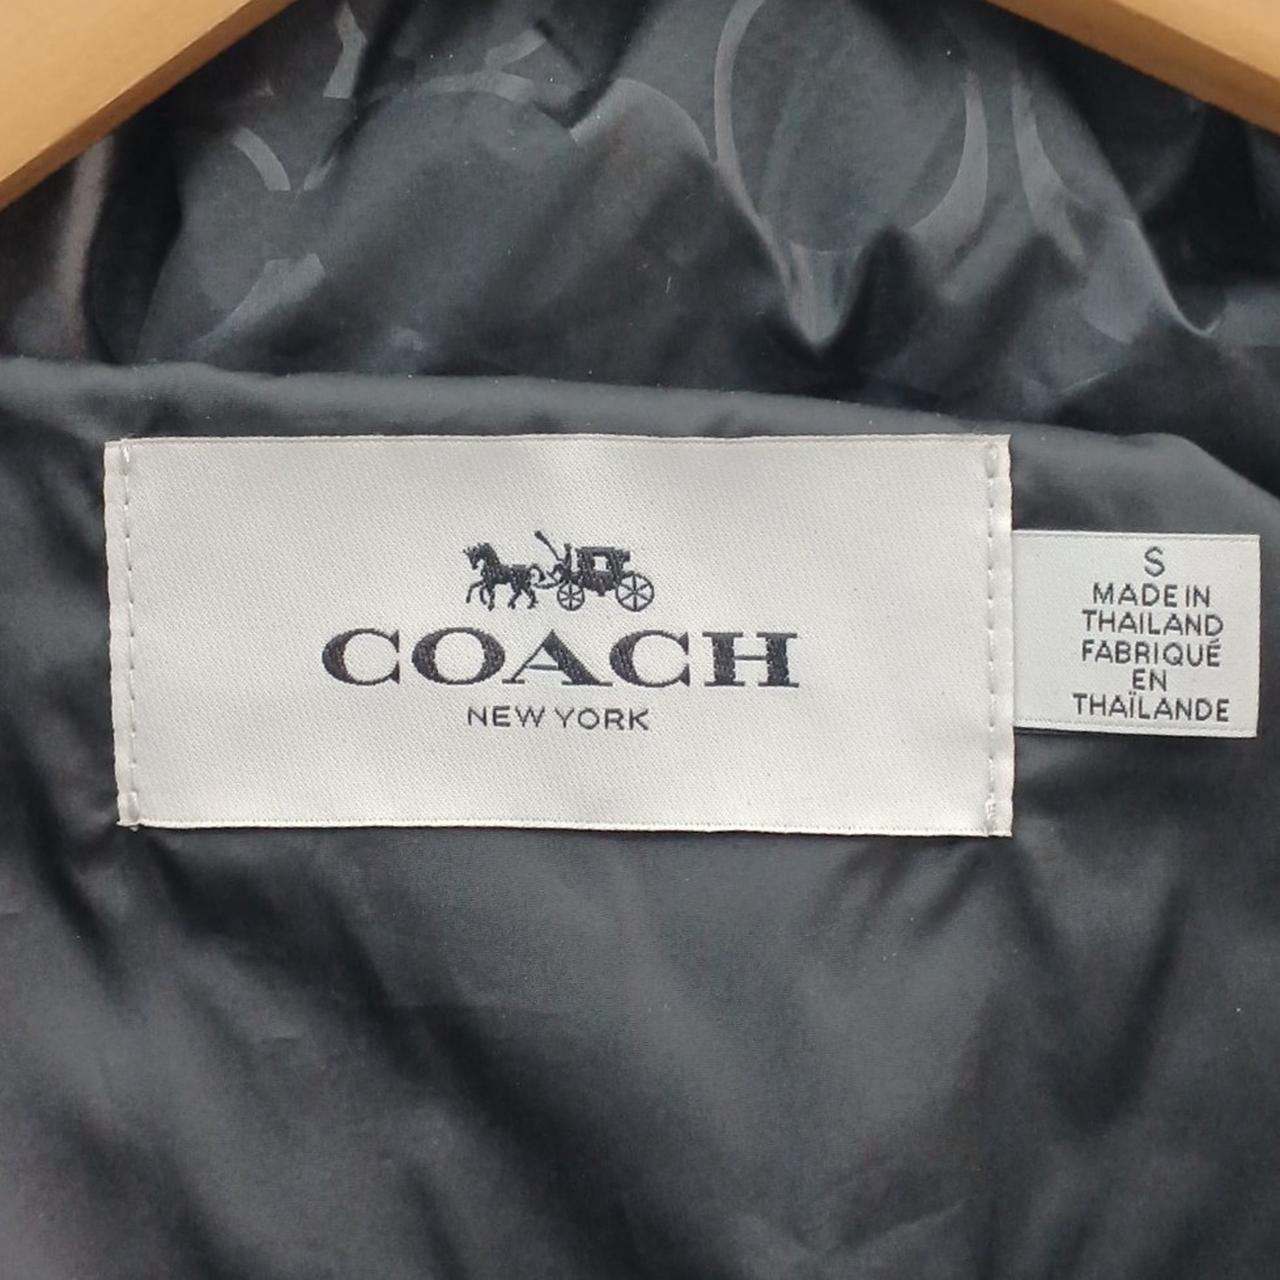 COACH
NEW YORK
S
MADE IN
THAILAND
FABRIQUÉ
EN
THAÏLANDE